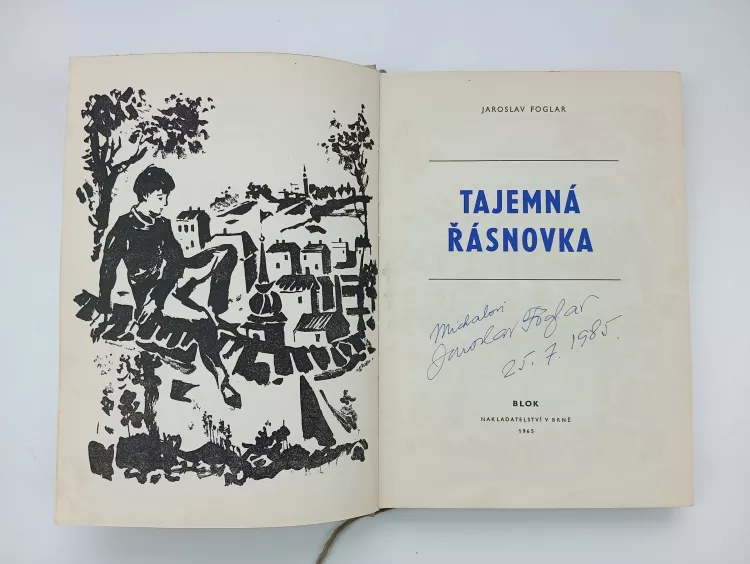 JAROSLAV FOGLAR
TAJEMNÁ
ŘÁSNOVKA
Michalovi
Jaroslav Foglar
25. 7. 1985.
BLOK
NAKLADATELSTVÍ V BRNĚ
1965